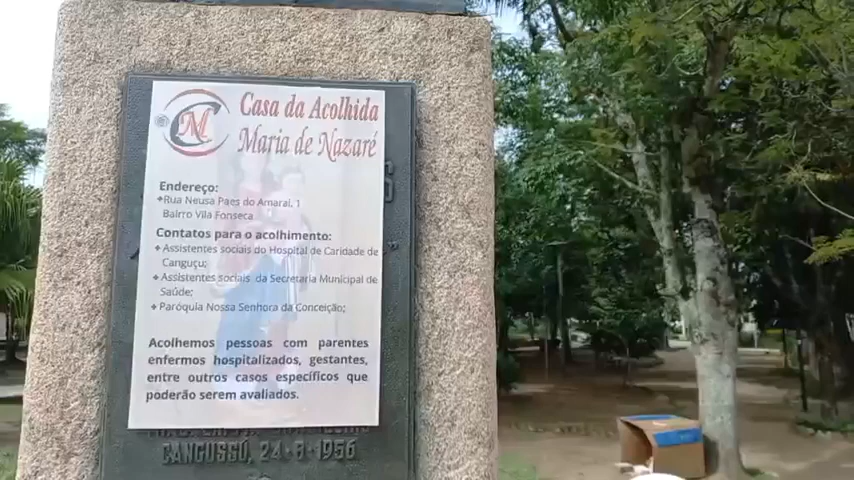 Casa da Acolhida
Maria de Nazaré
Endereço:
Rua Neusa Paes do Amaral, 1
Bairro Vila Fonseca
Contatos para o acolhimento:
Assistentes sociais do Hospital de Caridade de
Canguçu;
Assistentes sociais da Secretaria Municipal de
Saúde;
Paróquia Nossa Senhora da Conceição;
Acolhemos pessoas com parentes
enfermos hospitalizados, gestantes,
entre outros casos específicos que
poderão serem avaliados.
CANGUSSÚ, 24-8-1956